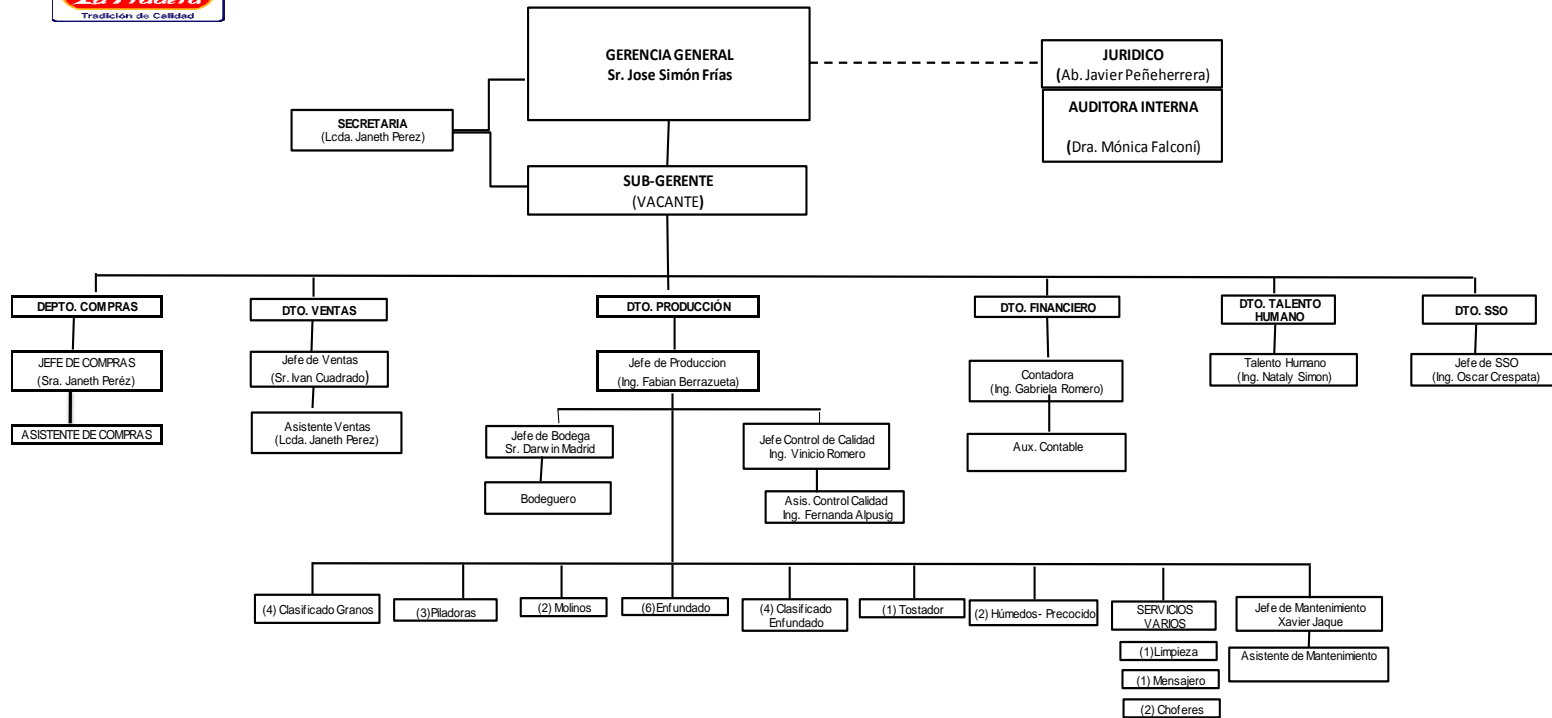 La Pradera
Tradición de Calidad
GERENCIA GENERAL
Sr. Jose Simón Frías
JURIDICO
(Ab. Javier Peñeherrera)
AUDITORA INTERNA
(Dra. Mónica Falconí)
SECRETARIA
(Lcda. Janeth Perez)
SUB-GERENTE
(VACANTE)
DEPTO. COMPRAS
JEFE DE COMPRAS
(Sra. Janeth Peréz)
ASISTENTE DE COMPRAS
DTO. VENTAS
Jefe de Ventas
(Sr. Ivan Cuadrado)
Asistente Ventas
(Lcda. Janeth Perez)
DTO. PRODUCCIÓN
Jefe de Produccion
(Ing. Fabian Berrazueta)
Jefe de Bodega
Sr. Darwin Madrid
Bodeguero
Jefe Control de Calidad
Ing. Vinicio Romero
Asis. Control Calidad
Ing. Fernanda Alpusig
DTO. FINANCIERO
Contadora
(Ing. Gabriela Romero)
Aux. Contable
DTO. TALENTO
HUMANO
Talento Humano
(Ing. Nataly Simon)
DTO. SSO
Jefe de SSO
(Ing. Oscar Crespata)
(4) Clasificado Granos
(3)Piladoras
(2) Molinos
(6)Enfundado
(4) Clasificado
Enfundado
(1) Tostador
(2) Húmedos- Precocido
SERVICIOS
VARIOS
(1)Limpieza
(1) Mensajero
(2) Choferes
Jefe de Mantenimiento
Xavier Jaque
Asistente de Mantenimiento